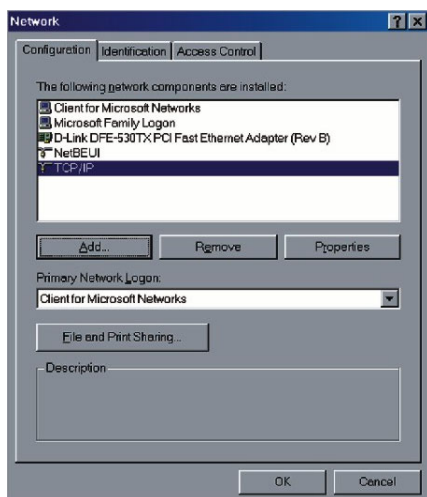 Network
Configuration Identification Access Control
The following network components are installed:
Client for Microsoft Networks
Microsoft Family Logon
D-Link DFE-530TX PCI Fast Ethernet Adapter (Rev B)
NetBEUI
TCP/IP
Add... Remove Properties
Primary Network Logon:
Client for Microsoft Networks
File and Print Sharing...
Description
OK Cancel